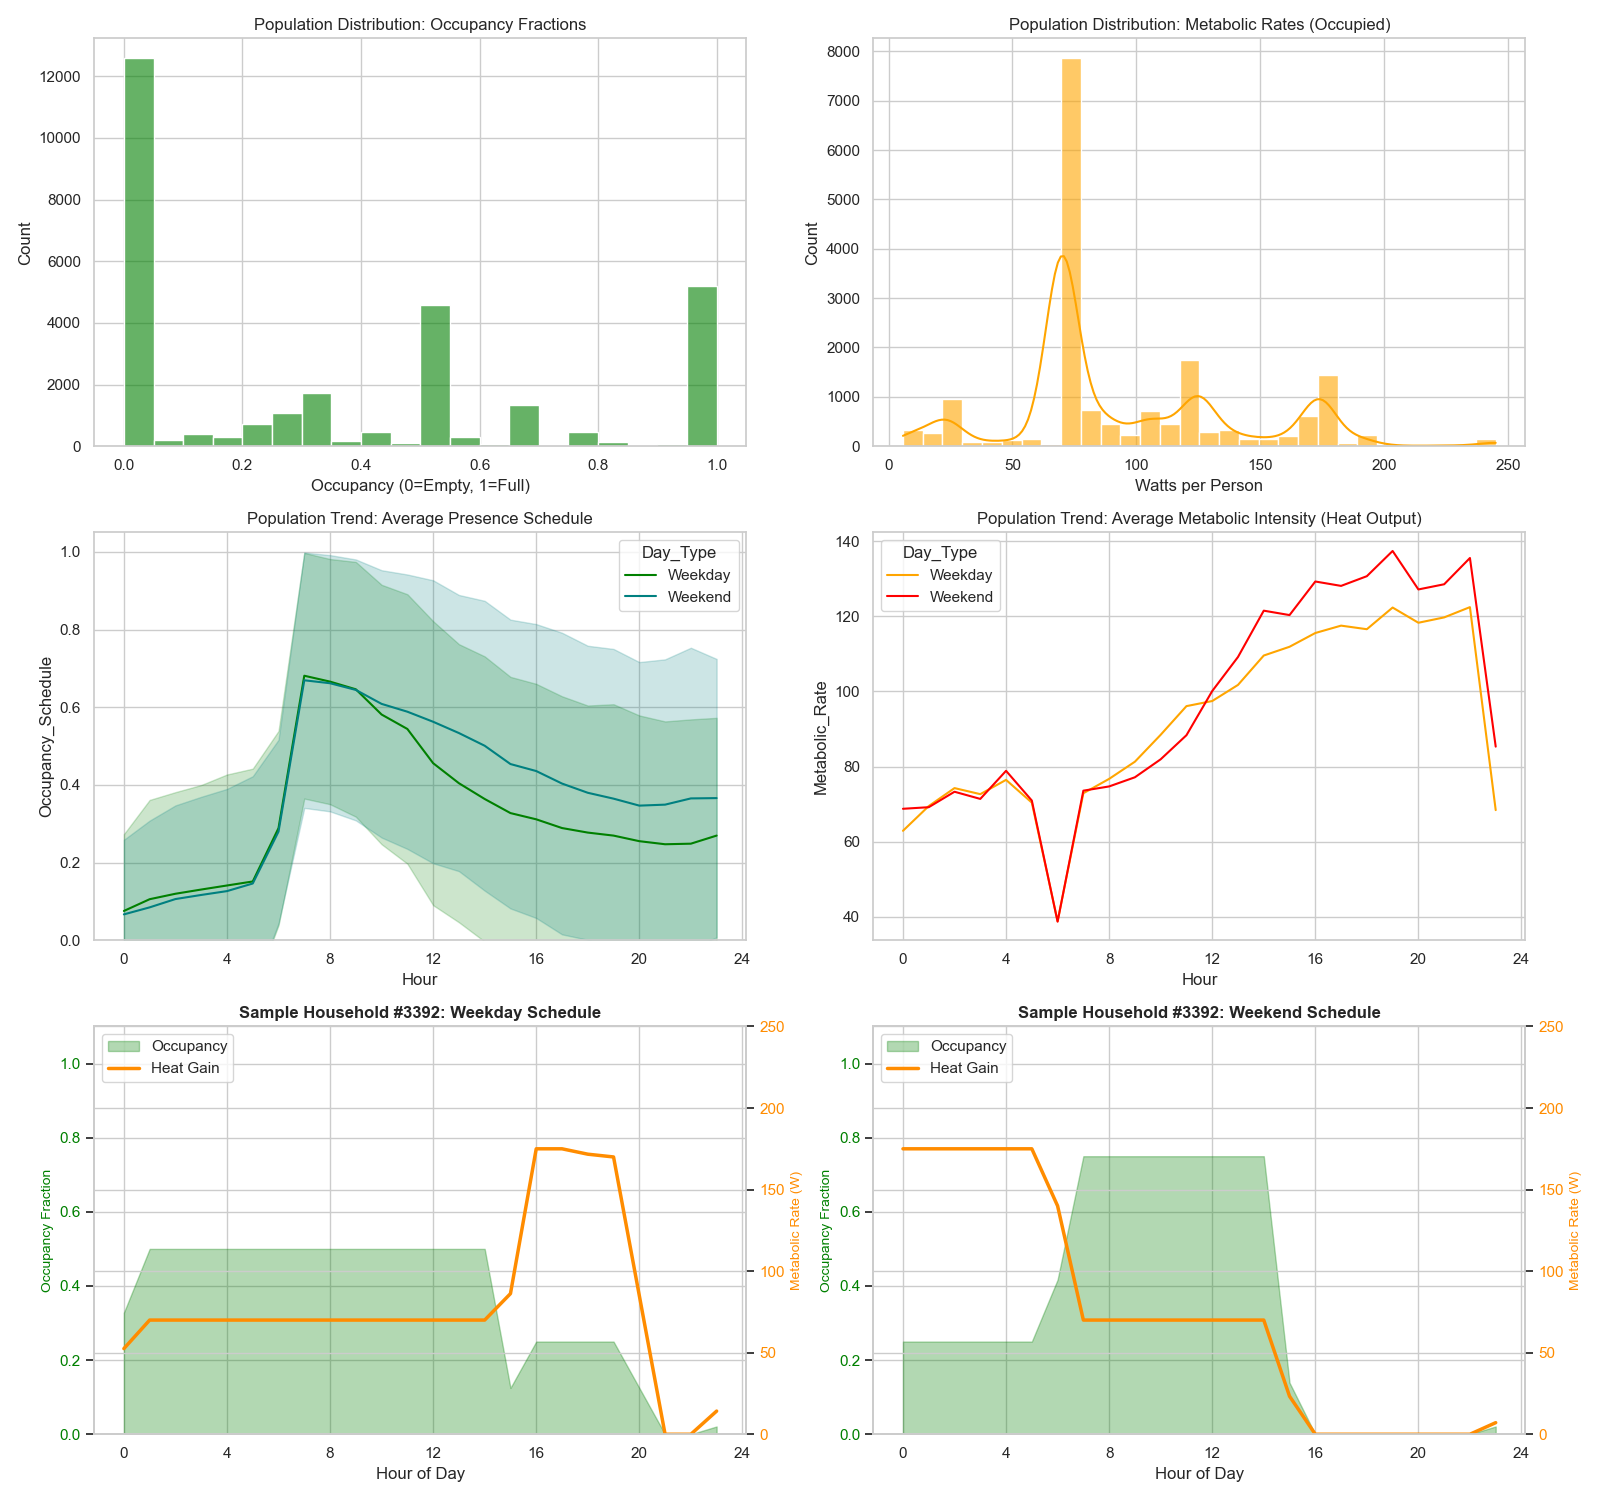 Population Distribution: Occupancy Fractions
Count
12000
10000
8000
6000
4000
2000
0
0.0 0.2 0.4 0.6 0.8 1.0
Occupancy (0=Empty, 1=Full)
Population Distribution: Metabolic Rates (Occupied)
Count
8000
7000
6000
5000
4000
3000
2000
1000
0
0 50 100 150 200 250
Watts per Person
Population Trend: Average Presence Schedule
Occupancy_Schedule
1.0
0.8
0.6
0.4
0.2
0.0
Day_Type
Weekday
Weekend
0 4 8 12 16 20 24
Hour
Population Trend: Average Metabolic Intensity (Heat Output)
Metabolic_Rate
140
120
100
80
60
40
Day_Type
Weekday
Weekend
0 4 8 12 16 20 24
Hour
Sample Household #3392: Weekday Schedule
Occupancy Fraction
1.0
0.8
0.6
0.4
0.2
0.0
Occupancy
Heat Gain
250
200
150
100
50
0
Metabolic Rate (W)
0 4 8 12 16 20 24
Hour of Day
Sample Household #3392: Weekend Schedule
Occupancy Fraction
1.0
0.8
0.6
0.4
0.2
0.0
Occupancy
Heat Gain
250
200
150
100
50
0
Metabolic Rate (W)
0 4 8 12 16 20 24
Hour of Day